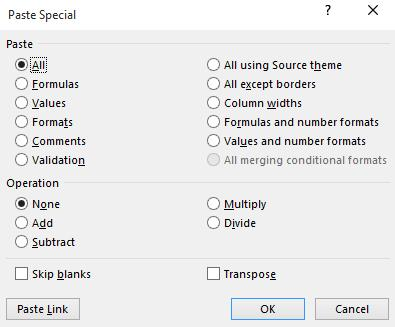 Paste Special ? ×
Paste
All
Formulas
Values
Formats
Comments
Validation
All using Source theme
All except borders
Column widths
Formulas and number formats
Values and number formats
All merging conditional formats
Operation
None
Add
Subtract
Multiply
Divide
Skip blanks
Transpose
Paste Link
OK
Cancel